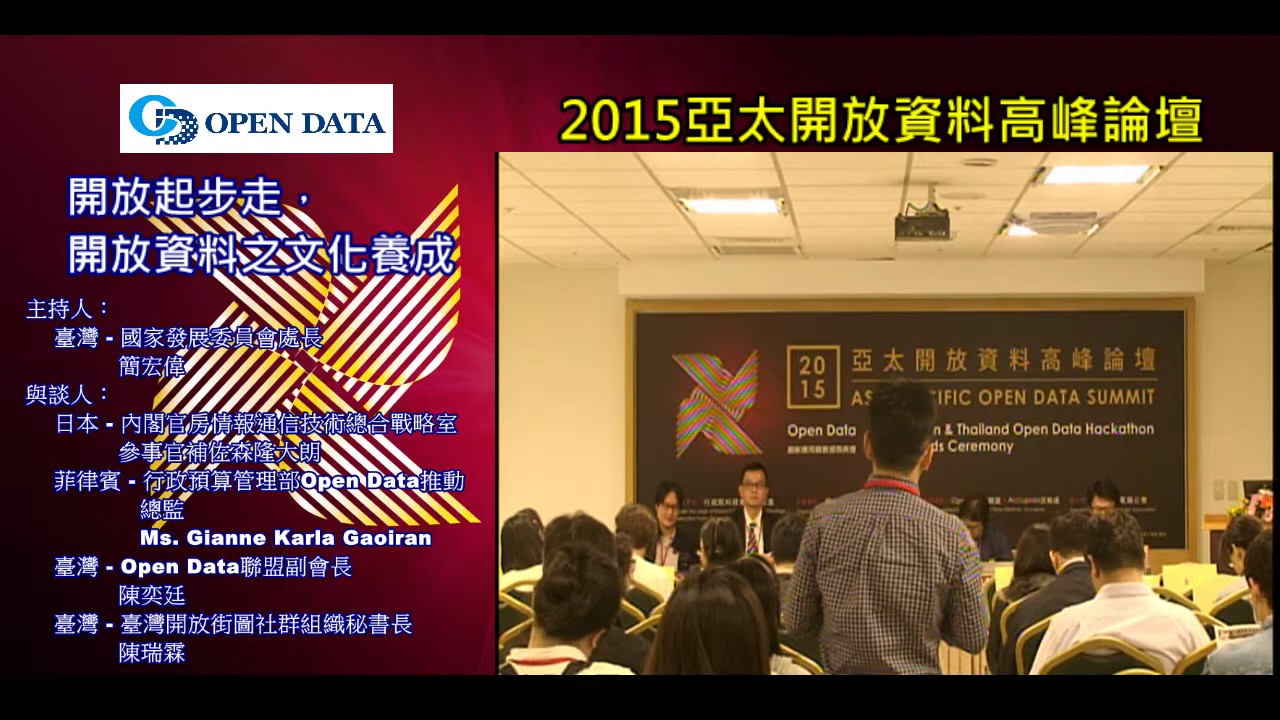 OPEN DATA
2015亞太開放資料高峰論壇
開放起步走，
開放資料之文化養成
主持人：
臺灣 - 國家發展委員會處長
簡宏偉
與談人：
日本 - 內閣官房情報通信技術總合戰略室
參事官補佐森隆大朗
菲律賓 - 行政預算管理部Open Data推動
總監
Ms. Gianne Karla Gaoiran
臺灣 - Open Data聯盟副會長
陳奕廷
臺灣 - 臺灣開放街圖社群組織秘書長
陳瑞霖
20
15
亞太開放資料高峰論壇
CIFIC OPEN DATA SUMMIT
Open Data
n & Thailand Open Data Hackathon
ds Ceremony